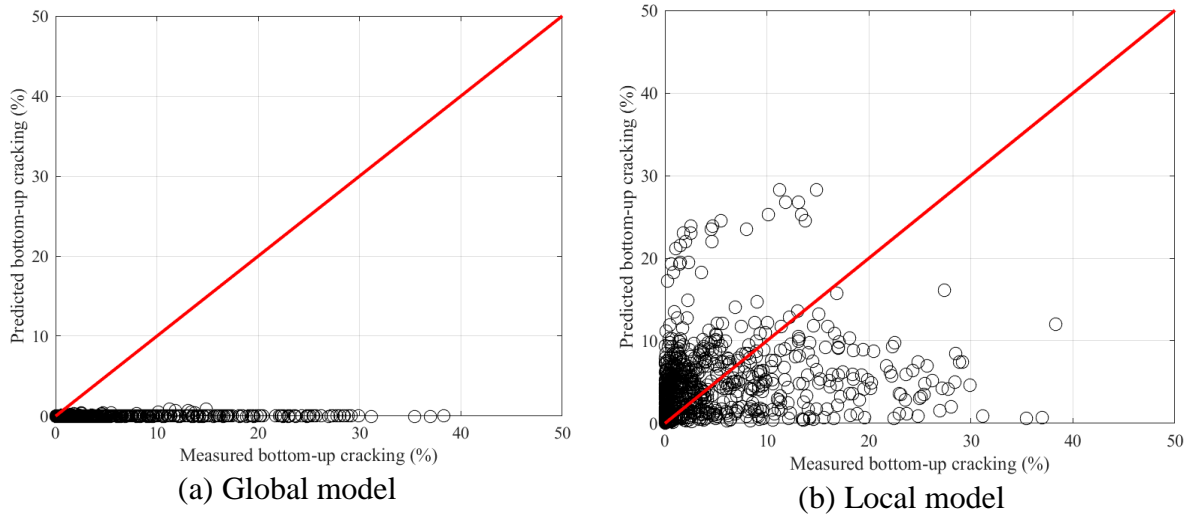 50
40
30
20
10
0
0 10 20 30 40 50
Predicted bottom-up cracking (%)
Measured bottom-up cracking (%)
(a) Global model
50
40
30
20
10
0
0 10 20 30 40 50
Predicted bottom-up cracking (%)
Measured bottom-up cracking (%)
(b) Local model